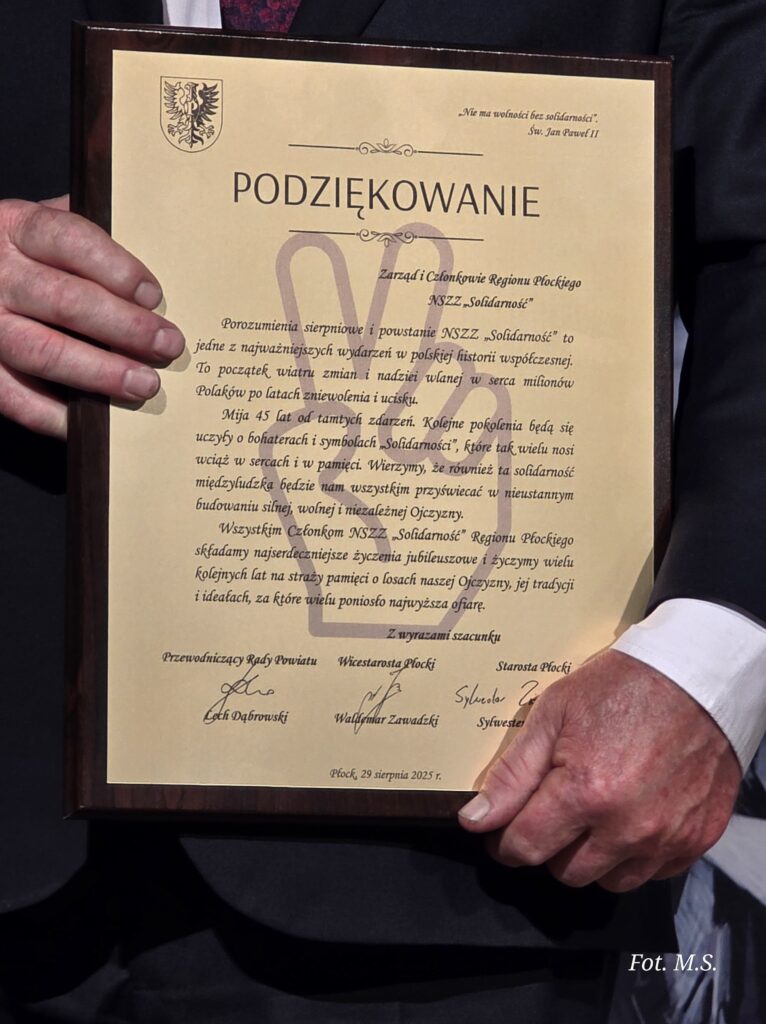 „Nie ma wolności bez solidarności”.
Św. Jan Paweł II
PODZIĘKOWANIE
Zarząd i Członkowie Regionu Płockiego
NSZZ „Solidarność”
Porozumienia sierpniowe i powstanie NSZZ „Solidarność” to
jedne z najważniejszych wydarzeń w polskiej historii współczesnej.
To początek wiatru zmian i nadziei wlanej w serca milionów
Polaków po latach zniewolenia i ucisku.
Mija 45 lat od tamtych zdarzeń. Kolejne pokolenia będą się
uczyły o bohaterach i symbolach „Solidarności”, które tak wielu nosi
wciąż w sercach i w pamięci. Wierzymy, że również ta solidarność
międzyludzka będzie nam wszystkim przyświecać w nieustannym
budowaniu silnej, wolnej i niezależnej Ojczyzny.
Wszystkim Członkom NSZZ „Solidarność” Regionu Płockiego
składamy najserdeczniejsze życzenia jubileuszowe i życzymy wielu
kolejnych lat na straży pamięci o losach naszej Ojczyzny, jej tradycji
i ideałach, za które wielu poniosło najwyższa ofiarę.
Z wyrazami szacunku
Przewodniczący Rady Powiatu Wicestarosta Płocki Starosta Płocki
Sylwester
Lech Dąbrowski Waldemar Zawadzki Sylwester
Płock, 29 sierpnia 2025 r.
Fot. M.S.